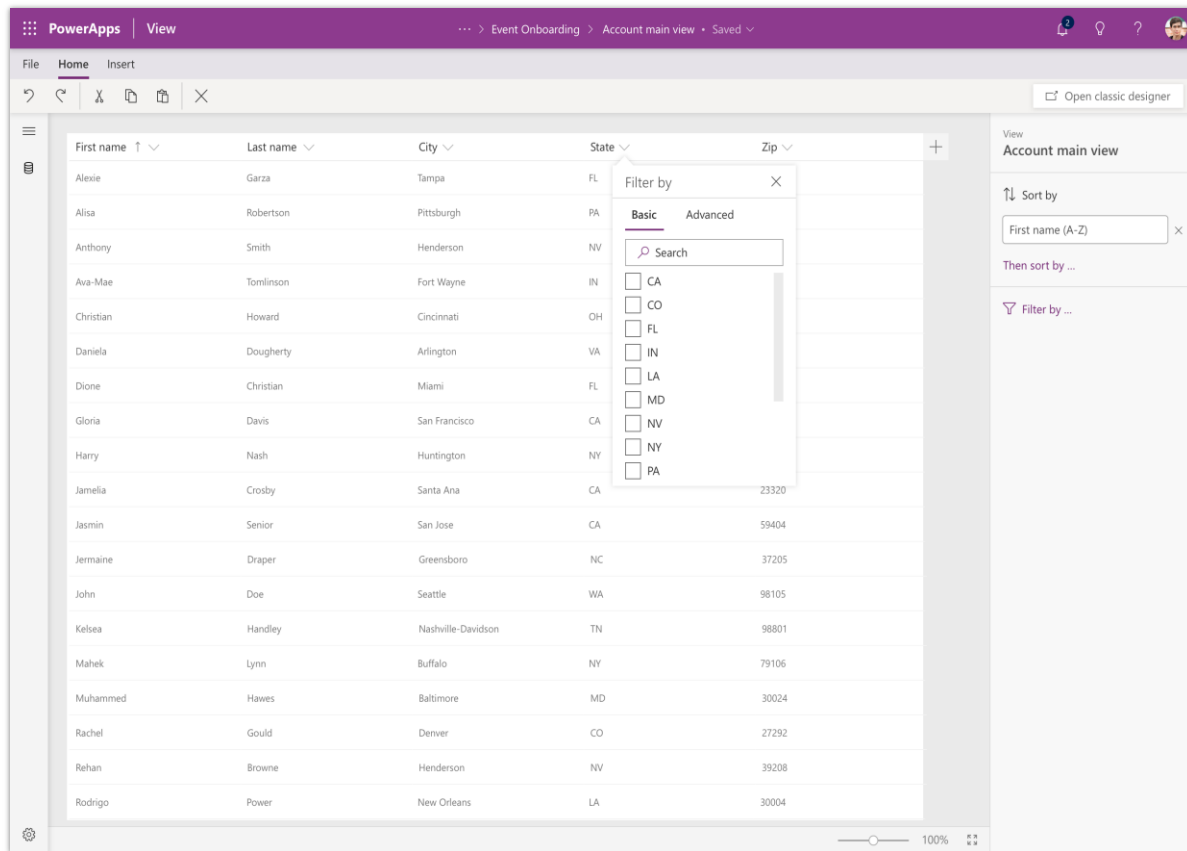 PowerApps View ··· > Event Onboarding > Account main view • Saved 2 ?
File Home Insert
Open classic designer
First name ↑ Last name City State Zip
Alexie Garza Tampa FL
Alisa Robertson Pittsburgh PA
Anthony Smith Henderson NV
Ava-Mae Tomlinson Fort Wayne IN
Christian Howard Cincinnati OH
Daniela Dougherty Arlington VA
Dione Christian Miami FL
Gloria Davis San Francisco CA
Harry Nash Huntington NY
Jamelia Crosby Santa Ana CA 23320
Jasmin Senior San Jose CA 59404
Jermaine Draper Greensboro NC 37205
John Doe Seattle WA 98105
Kelsea Handley Nashville-Davidson TN 98801
Mahek Lynn Buffalo NY 79106
Muhammed Hawes Baltimore MD 30024
Rachel Gould Denver CO 27292
Rehan Browne Henderson NV 39208
Rodrigo Power New Orleans LA 30004
Filter by
Basic Advanced
Search
CA
CO
FL
IN
LA
MD
NV
NY
PA
View
Account main view
Sort by
First name (A-Z)
Then sort by ...
Filter by ...
100%